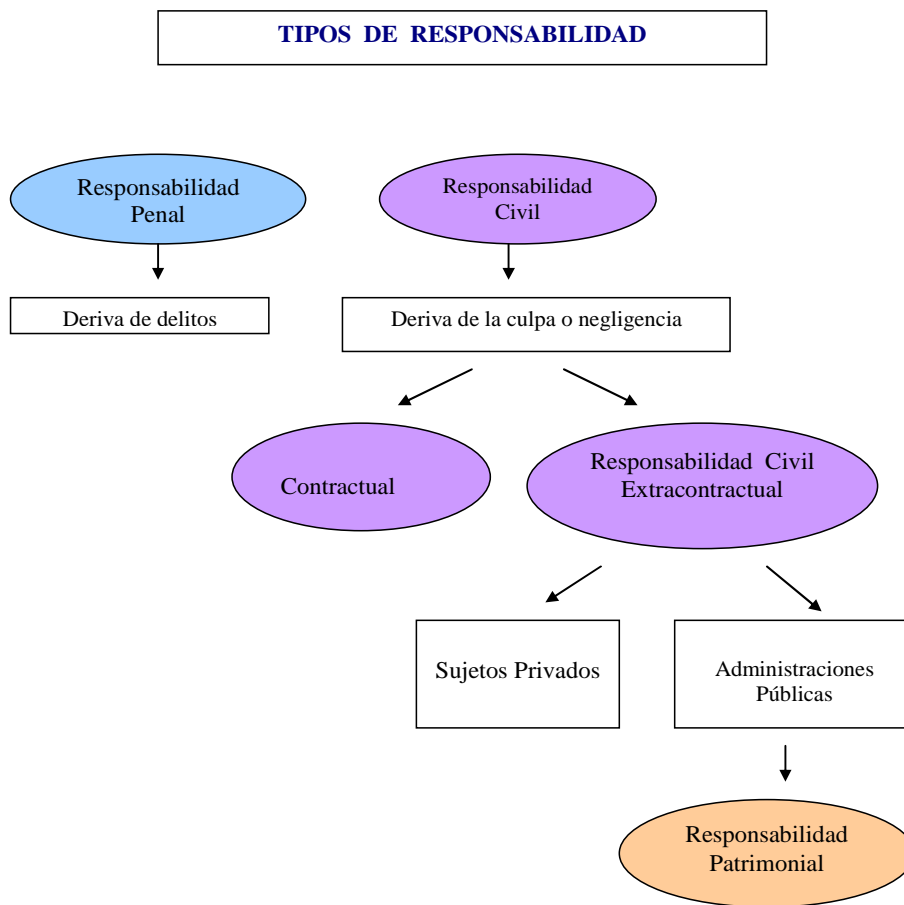 TIPOS DE RESPONSABILIDAD
Responsabilidad
Penal
Responsabilidad
Civil
Deriva de delitos
Deriva de la culpa o negligencia
Contractual
Responsabilidad Civil
Extracontractual
Sujetos Privados
Administraciones
Públicas
Responsabilidad
Patrimonial